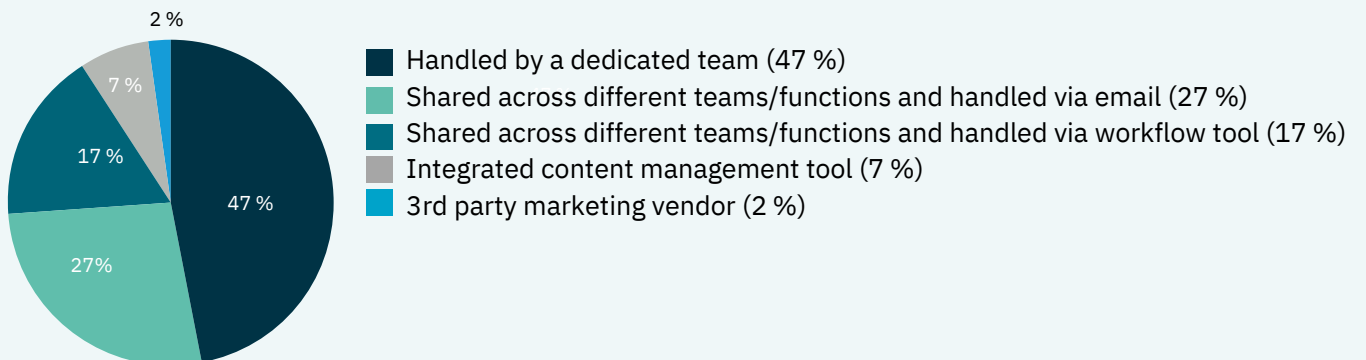 2 %
7 %
17 %
47 %
27%
Handled by a dedicated team (47 %)
Shared across different teams/functions and handled via email (27 %)
Shared across different teams/functions and handled via workflow tool (17 %)
Integrated content management tool (7 %)
3rd party marketing vendor (2 %)